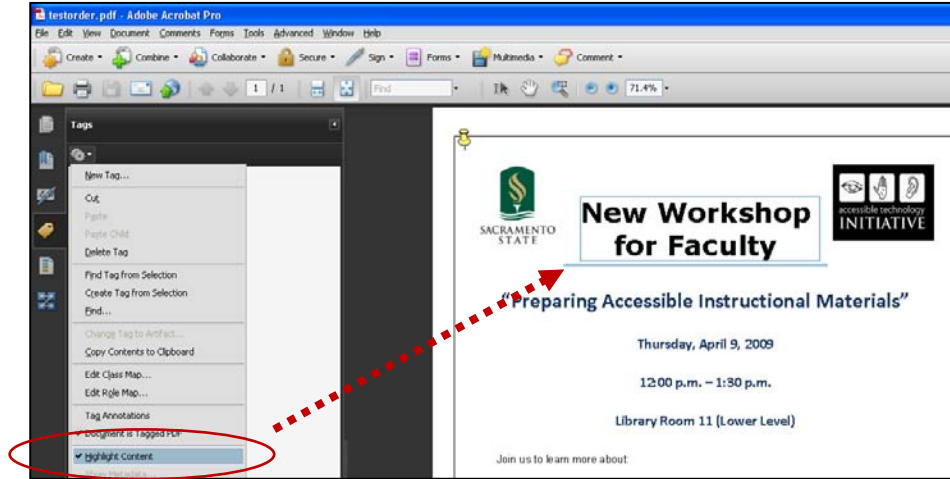 testorder.pdf - Adobe Acrobat Pro
File Edit View Document Comments Forms Tools Advanced Window Help
Create Combine Collaborate Secure Sign Forms Multimedia Comment
1 / 1 Find 71.4%
Tags
New Tag...
Cut
Paste
Paste Child
Delete Tag
Find Tag from Selection
Create Tag from Selection
Find...
Change Tag to Artifact...
Copy Contents to Clipboard
Edit Class Map...
Edit Role Map...
Tag Annotations
Document is Tagged PDF
Highlight Content
Show Metadata...
SACRAMENTO
STATE
New Workshop
for Faculty
accessible technology
INITIATIVE
“Preparing Accessible Instructional Materials”
Thursday, April 9, 2009
12:00 p.m. – 1:30 p.m.
Library Room 11 (Lower Level)
Join us to learn more about: